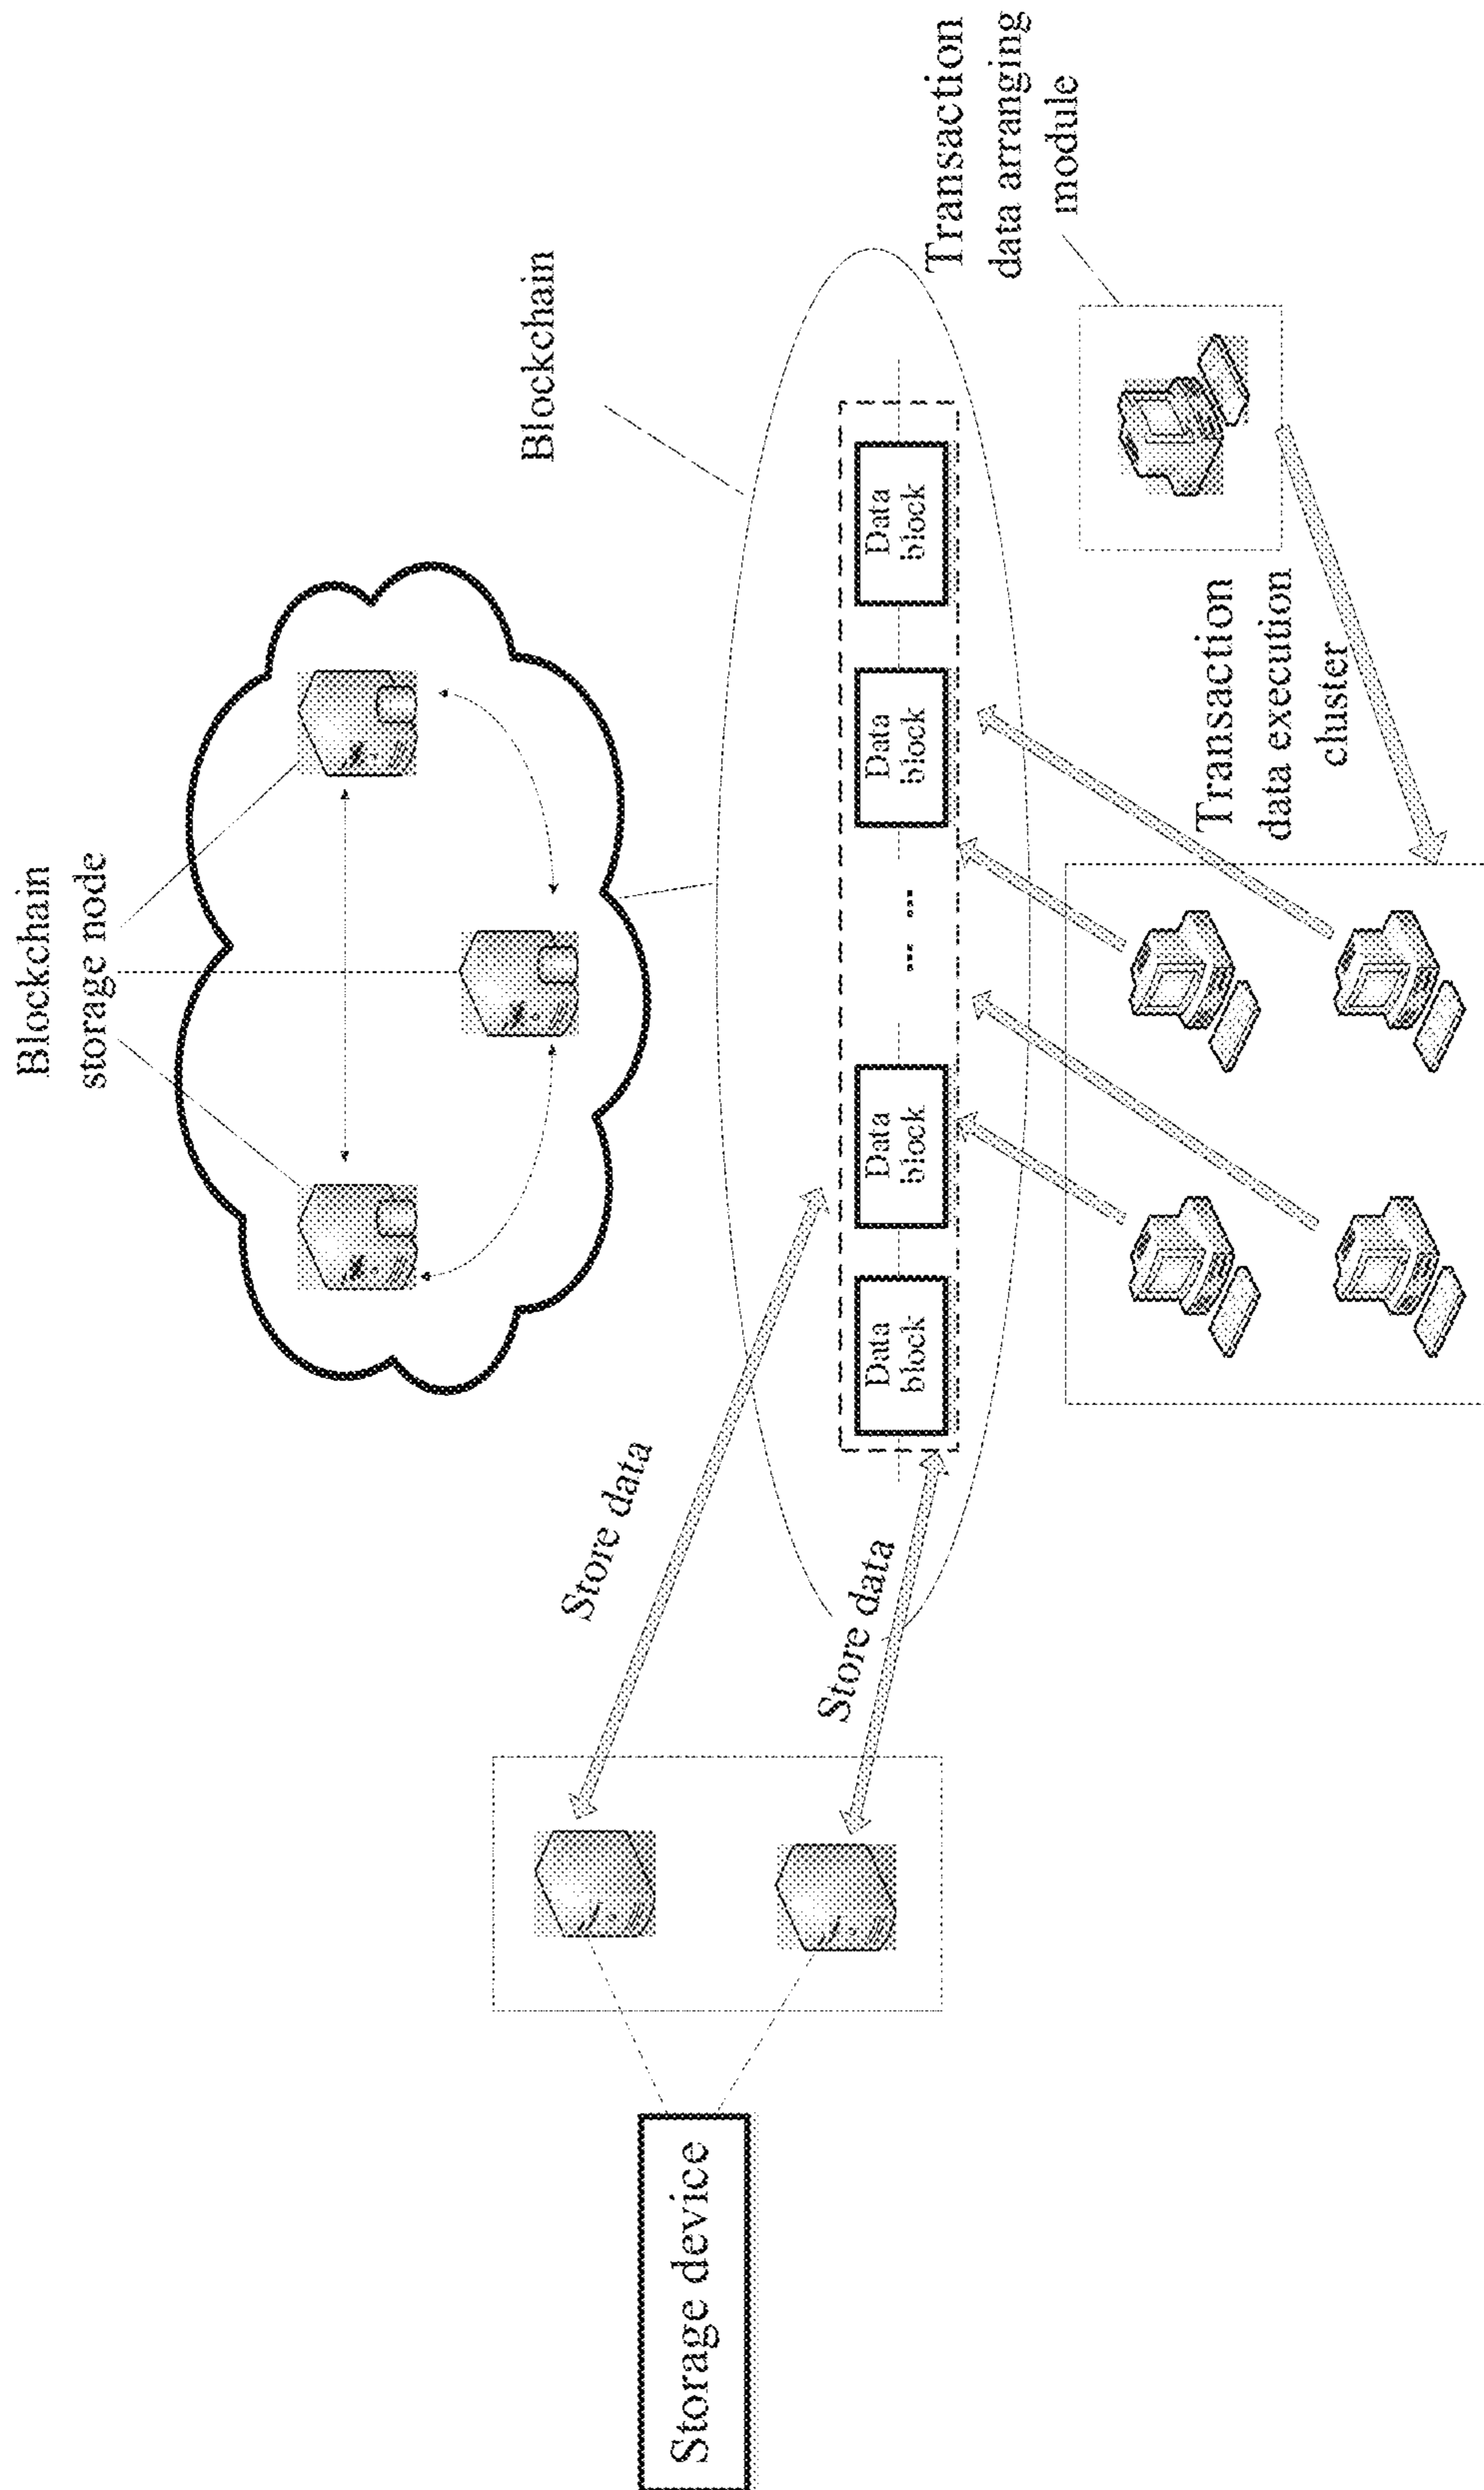 Blockchain
storage node
Blockchain
Store data
Store data
Storage device
Data
block
Data
block
... ...
Data
block
Data
block
Transaction
data arranging
module
Transaction
data execution
cluster